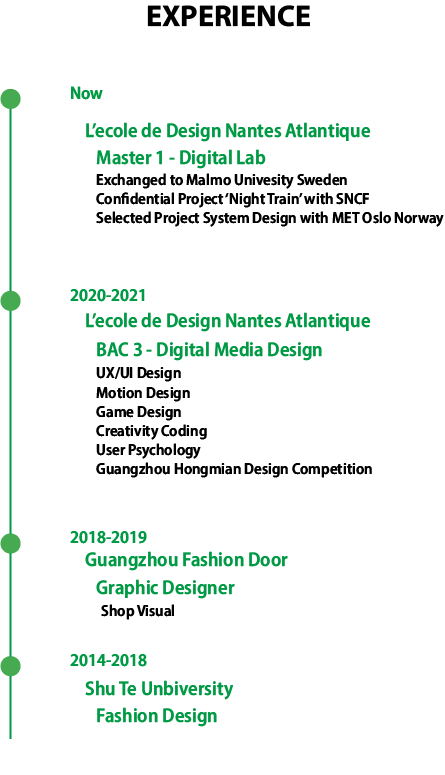 EXPERIENCE
Now
L'ecole de Design Nantes Atlantique
Master 1 - Digital Lab
Exchanged to Malmo Univesity Sweden
Confidential Project ‘Night Train’ with SNCF
Selected Project System Design with MET Oslo Norway
2020-2021
L'ecole de Design Nantes Atlantique
BAC 3 - Digital Media Design
UX/UI Design
Motion Design
Game Design
Creativity Coding
User Psychology
Guangzhou Hongmian Design Competition
2018-2019
Guangzhou Fashion Door
Graphic Designer
Shop Visual
2014-2018
Shu Te Unbiversity
Fashion Design